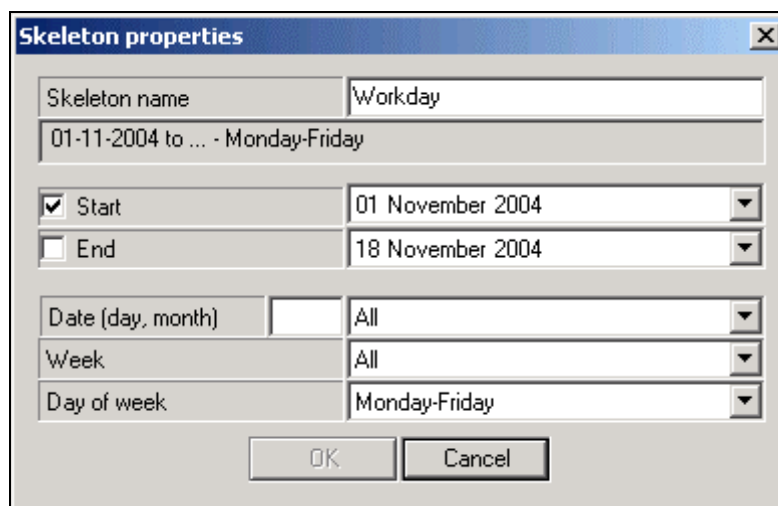 Skeleton properties
Skeleton name Workday
01-11-2004 to ... - Monday-Friday
Start 01 November 2004
End 18 November 2004
Date (day, month) All
Week All
Day of week Monday-Friday
OK Cancel